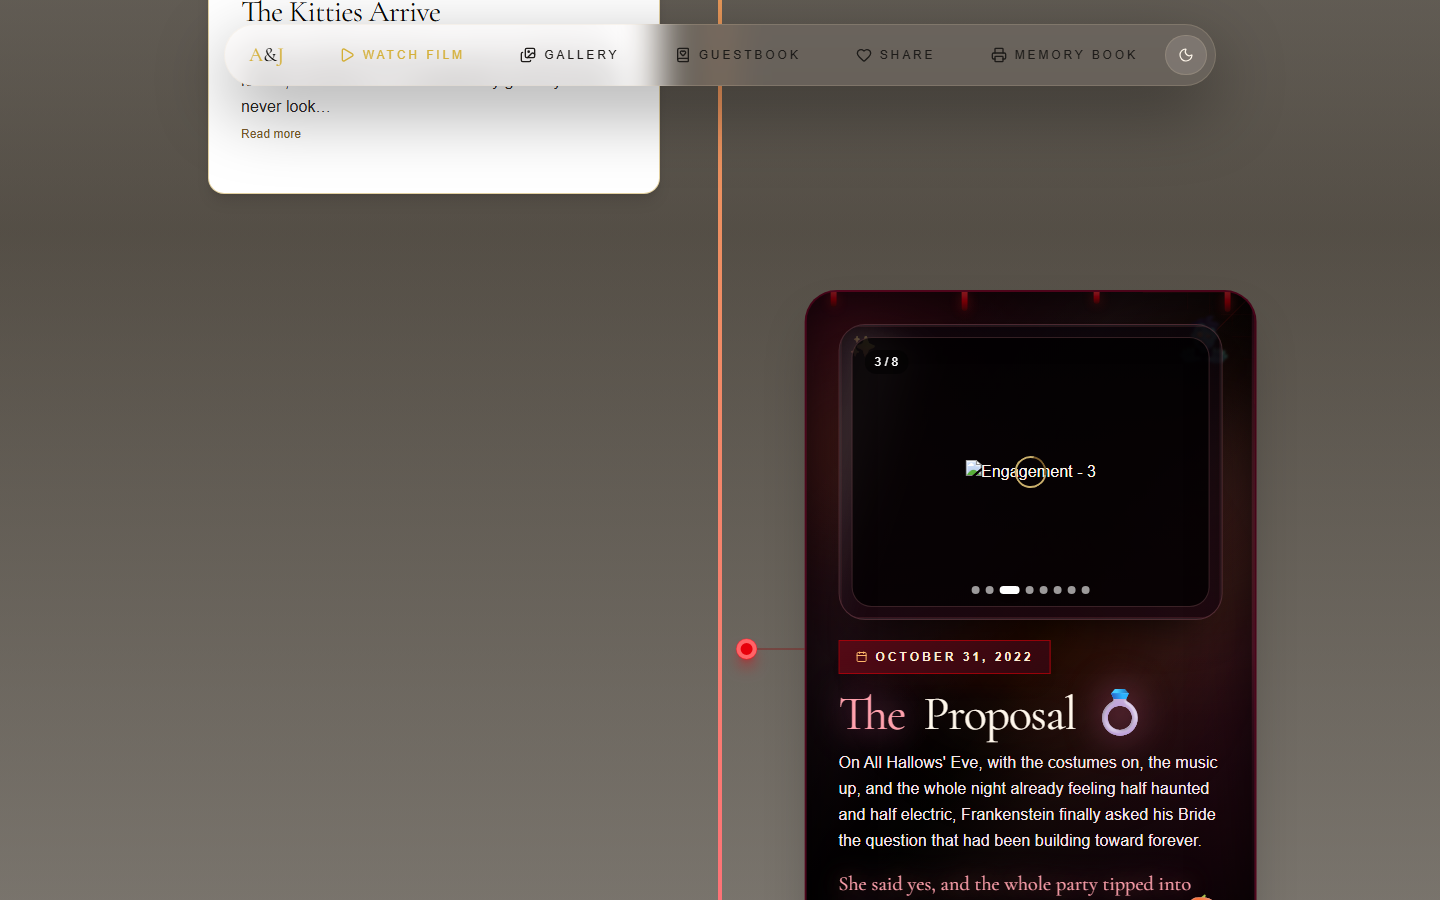 The Kitties Arrive
A&J
WATCH FILM
GALLERY
GUESTBOOK
SHARE
MEMORY BOOK
never look…
Read more
3 / 8
Engagement - 3
OCTOBER 31, 2022
The Proposal 💍
On All Hallows' Eve, with the costumes on, the music
up, and the whole night already feeling half haunted
and half electric, Frankenstein finally asked his Bride
the question that had been building toward forever.
She said yes, and the whole party tipped into